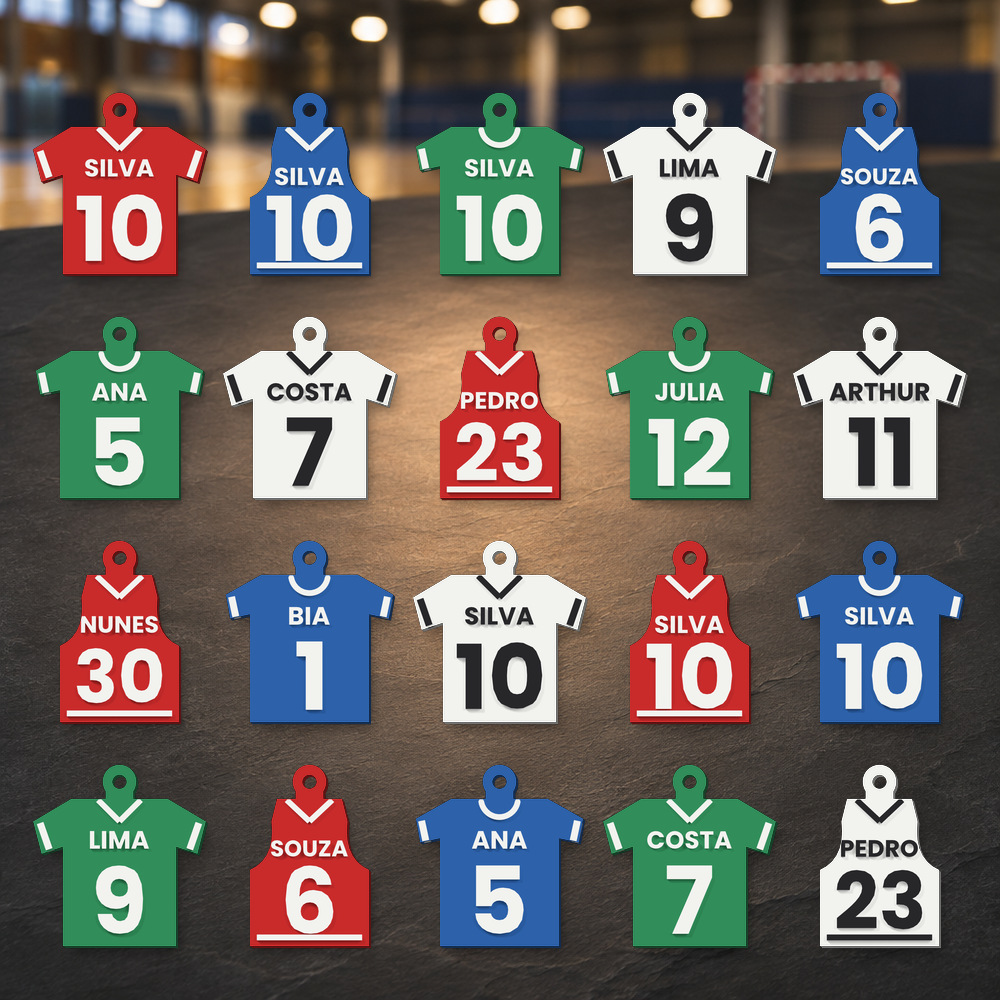 SILVA
10
SILVA
10
SILVA
10
LIMA
9
SOUZA
6
ANA
5
COSTA
7
PEDRO
23
JULIA
12
ARTHUR
11
NUNES
30
BIA
1
SILVA
10
SILVA
10
SILVA
10
LIMA
9
SOUZA
6
ANA
5
COSTA
7
PEDRO
23